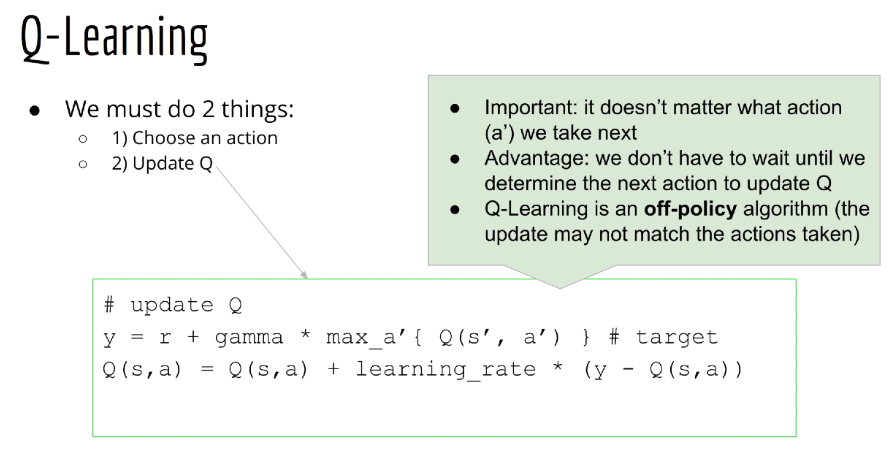 Q-Learning
● We must do 2 things:
○ 1) Choose an action
○ 2) Update Q
● Important: it doesn't matter what action
(a') we take next
● Advantage: we don't have to wait until we
determine the next action to update Q
● Q-Learning is an off-policy algorithm (the
update may not match the actions taken)
# update Q
y = r + gamma * max_a'{ Q(s', a') } # target
Q(s,a) = Q(s,a) + learning_rate * (y - Q(s,a))